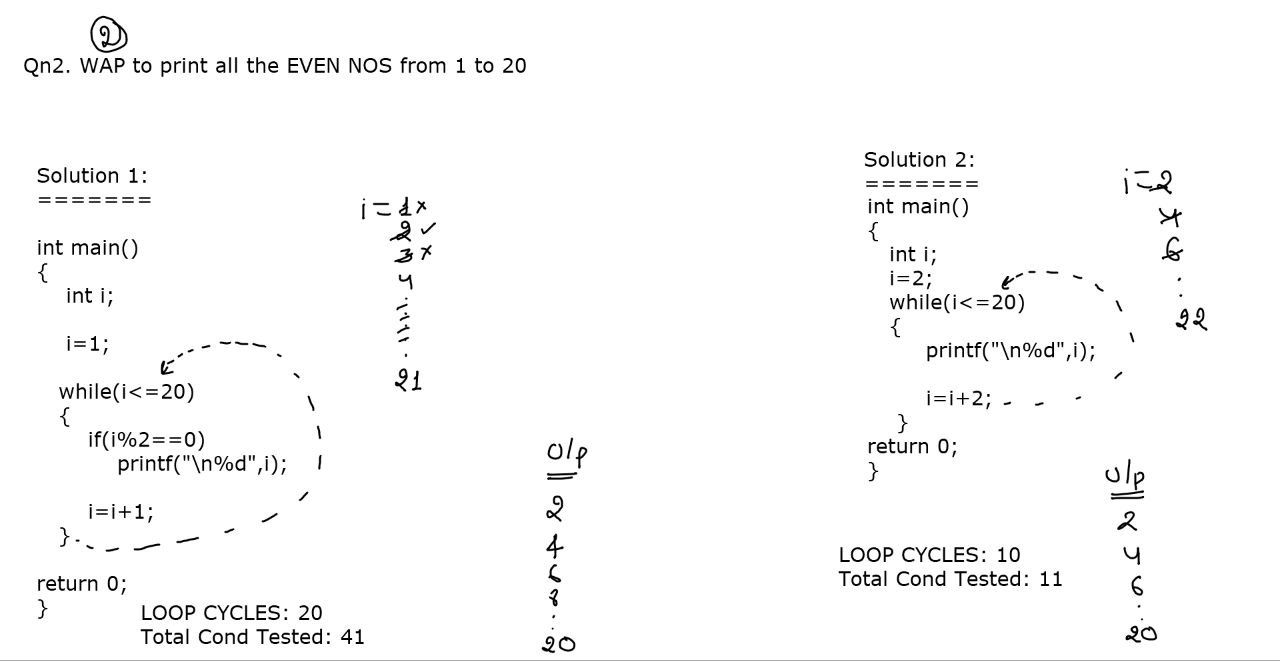 2
Qn2. WAP to print all the EVEN NOS from 1 to 20
Solution 1:
=======
int main()
{
int i;
i=1;
while(i<=20)
{
if(i%2==0)
printf("\n%d",i);
i=i+1;
}
return 0;
}
LOOP CYCLES: 20
Total Cond Tested: 41
i=1 x
2 ✓
3 x
4
.
21
o/p
2
4
6
8
.
.
20
Solution 2:
=======
int main()
{
int i;
i=2;
while(i<=20)
{
printf("\n%d",i);
i=i+2;
}
return 0;
}
LOOP CYCLES: 10
Total Cond Tested: 11
i=2
4
6
.
.
22
o/p
2
4
6
.
.
20